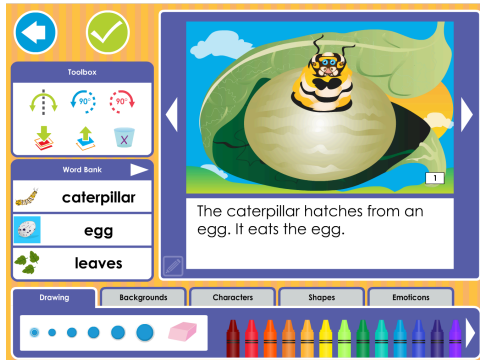 Toolbox
90°
90°
X
Word Bank
caterpillar
egg
leaves
1
The caterpillar hatches from an
egg. It eats the egg.
Drawing
Backgrounds
Characters
Shapes
Emoticons